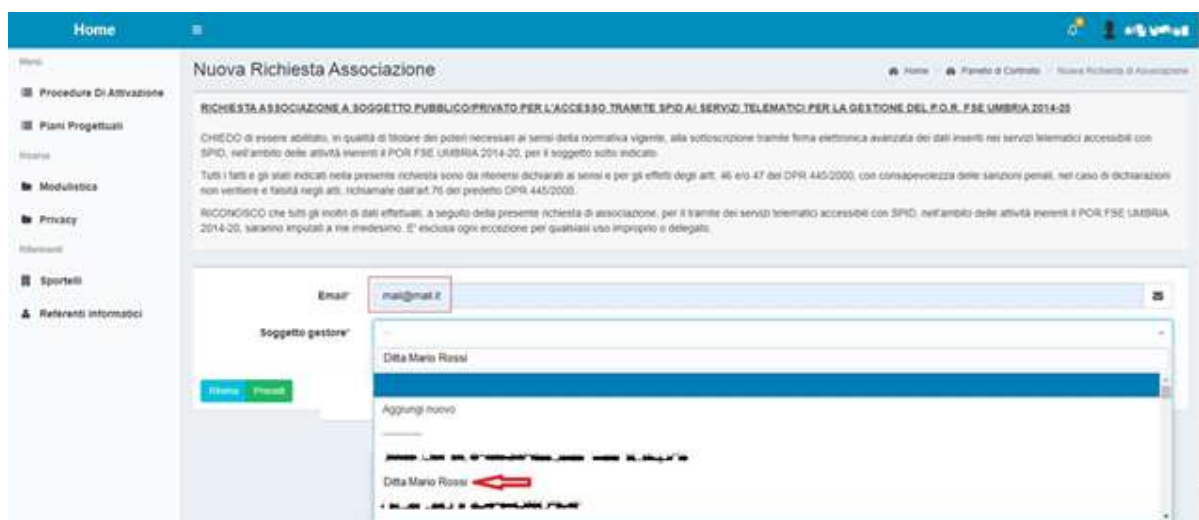 Home
Menù
Procedure Di Attivazione
Piani Progettuali
Risorse
Modulistica
Privacy
Riferimenti
Sportelli
Referenti informatici
Nuova Richiesta Associazione
Home Pannello di Controllo Nuova Richiesta di Associazione
RICHIESTA ASSOCIAZIONE A SOGGETTO PUBBLICO/PRIVATO PER L'ACCESSO TRAMITE SPID AI SERVIZI TELEMATICI PER LA GESTIONE DEL P.O.R. FSE UMBRIA 2014-20
CHIEDO di essere abilitato, in qualità di titolare dei poteri necessari ai sensi della normativa vigente, alla sottoscrizione tramite firma elettronica avanzata dei dati inseriti nei servizi telematici accessibili con
SPID, nell'ambito delle attività inerenti il POR FSE UMBRIA 2014-20, per il soggetto sotto indicato.
Tutti i fatti e gli stati indicati nella presente richiesta sono da ritenersi dichiarati ai sensi e per gli effetti degli artt. 46 e/o 47 del DPR 445/2000, con consapevolezza delle sanzioni penali, nel caso di dichiarazioni
non veritiere e falsità negli atti, richiamate dall'art.76 del predetto DPR 445/2000.
RICONOSCO che tutti gli inoltri di dati effettuati, a seguito della presente richiesta di associazione, per il tramite dei servizi telematici accessibili con SPID, nell'ambito delle attività inerenti il POR FSE UMBRIA
2014-20, saranno imputati a me medesimo. E' esclusa ogni eccezione per qualsiasi uso improprio o delegato.
Email*
mail@mail.it
Soggetto gestore*
Ditta Mario Rossi
Ritorna Procedi
Aggiungi nuovo
----------
Ditta Mario Rossi